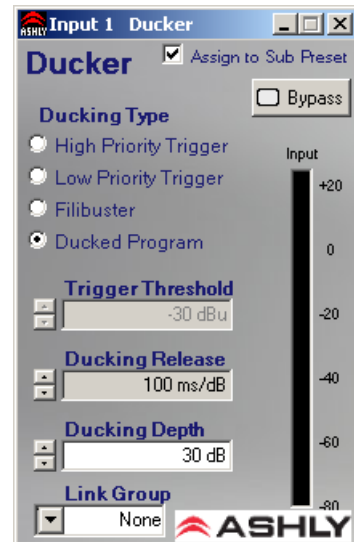 ASHLY Input 1 Ducker
Ducker
Assign to Sub Preset
Bypass
Ducking Type
High Priority Trigger
Low Priority Trigger
Filibuster
Ducked Program
Input
+20
0
-20
-40
-60
-80
Trigger Threshold
-30 dBu
Ducking Release
100 ms/dB
Ducking Depth
30 dB
Link Group
None
ASHLY